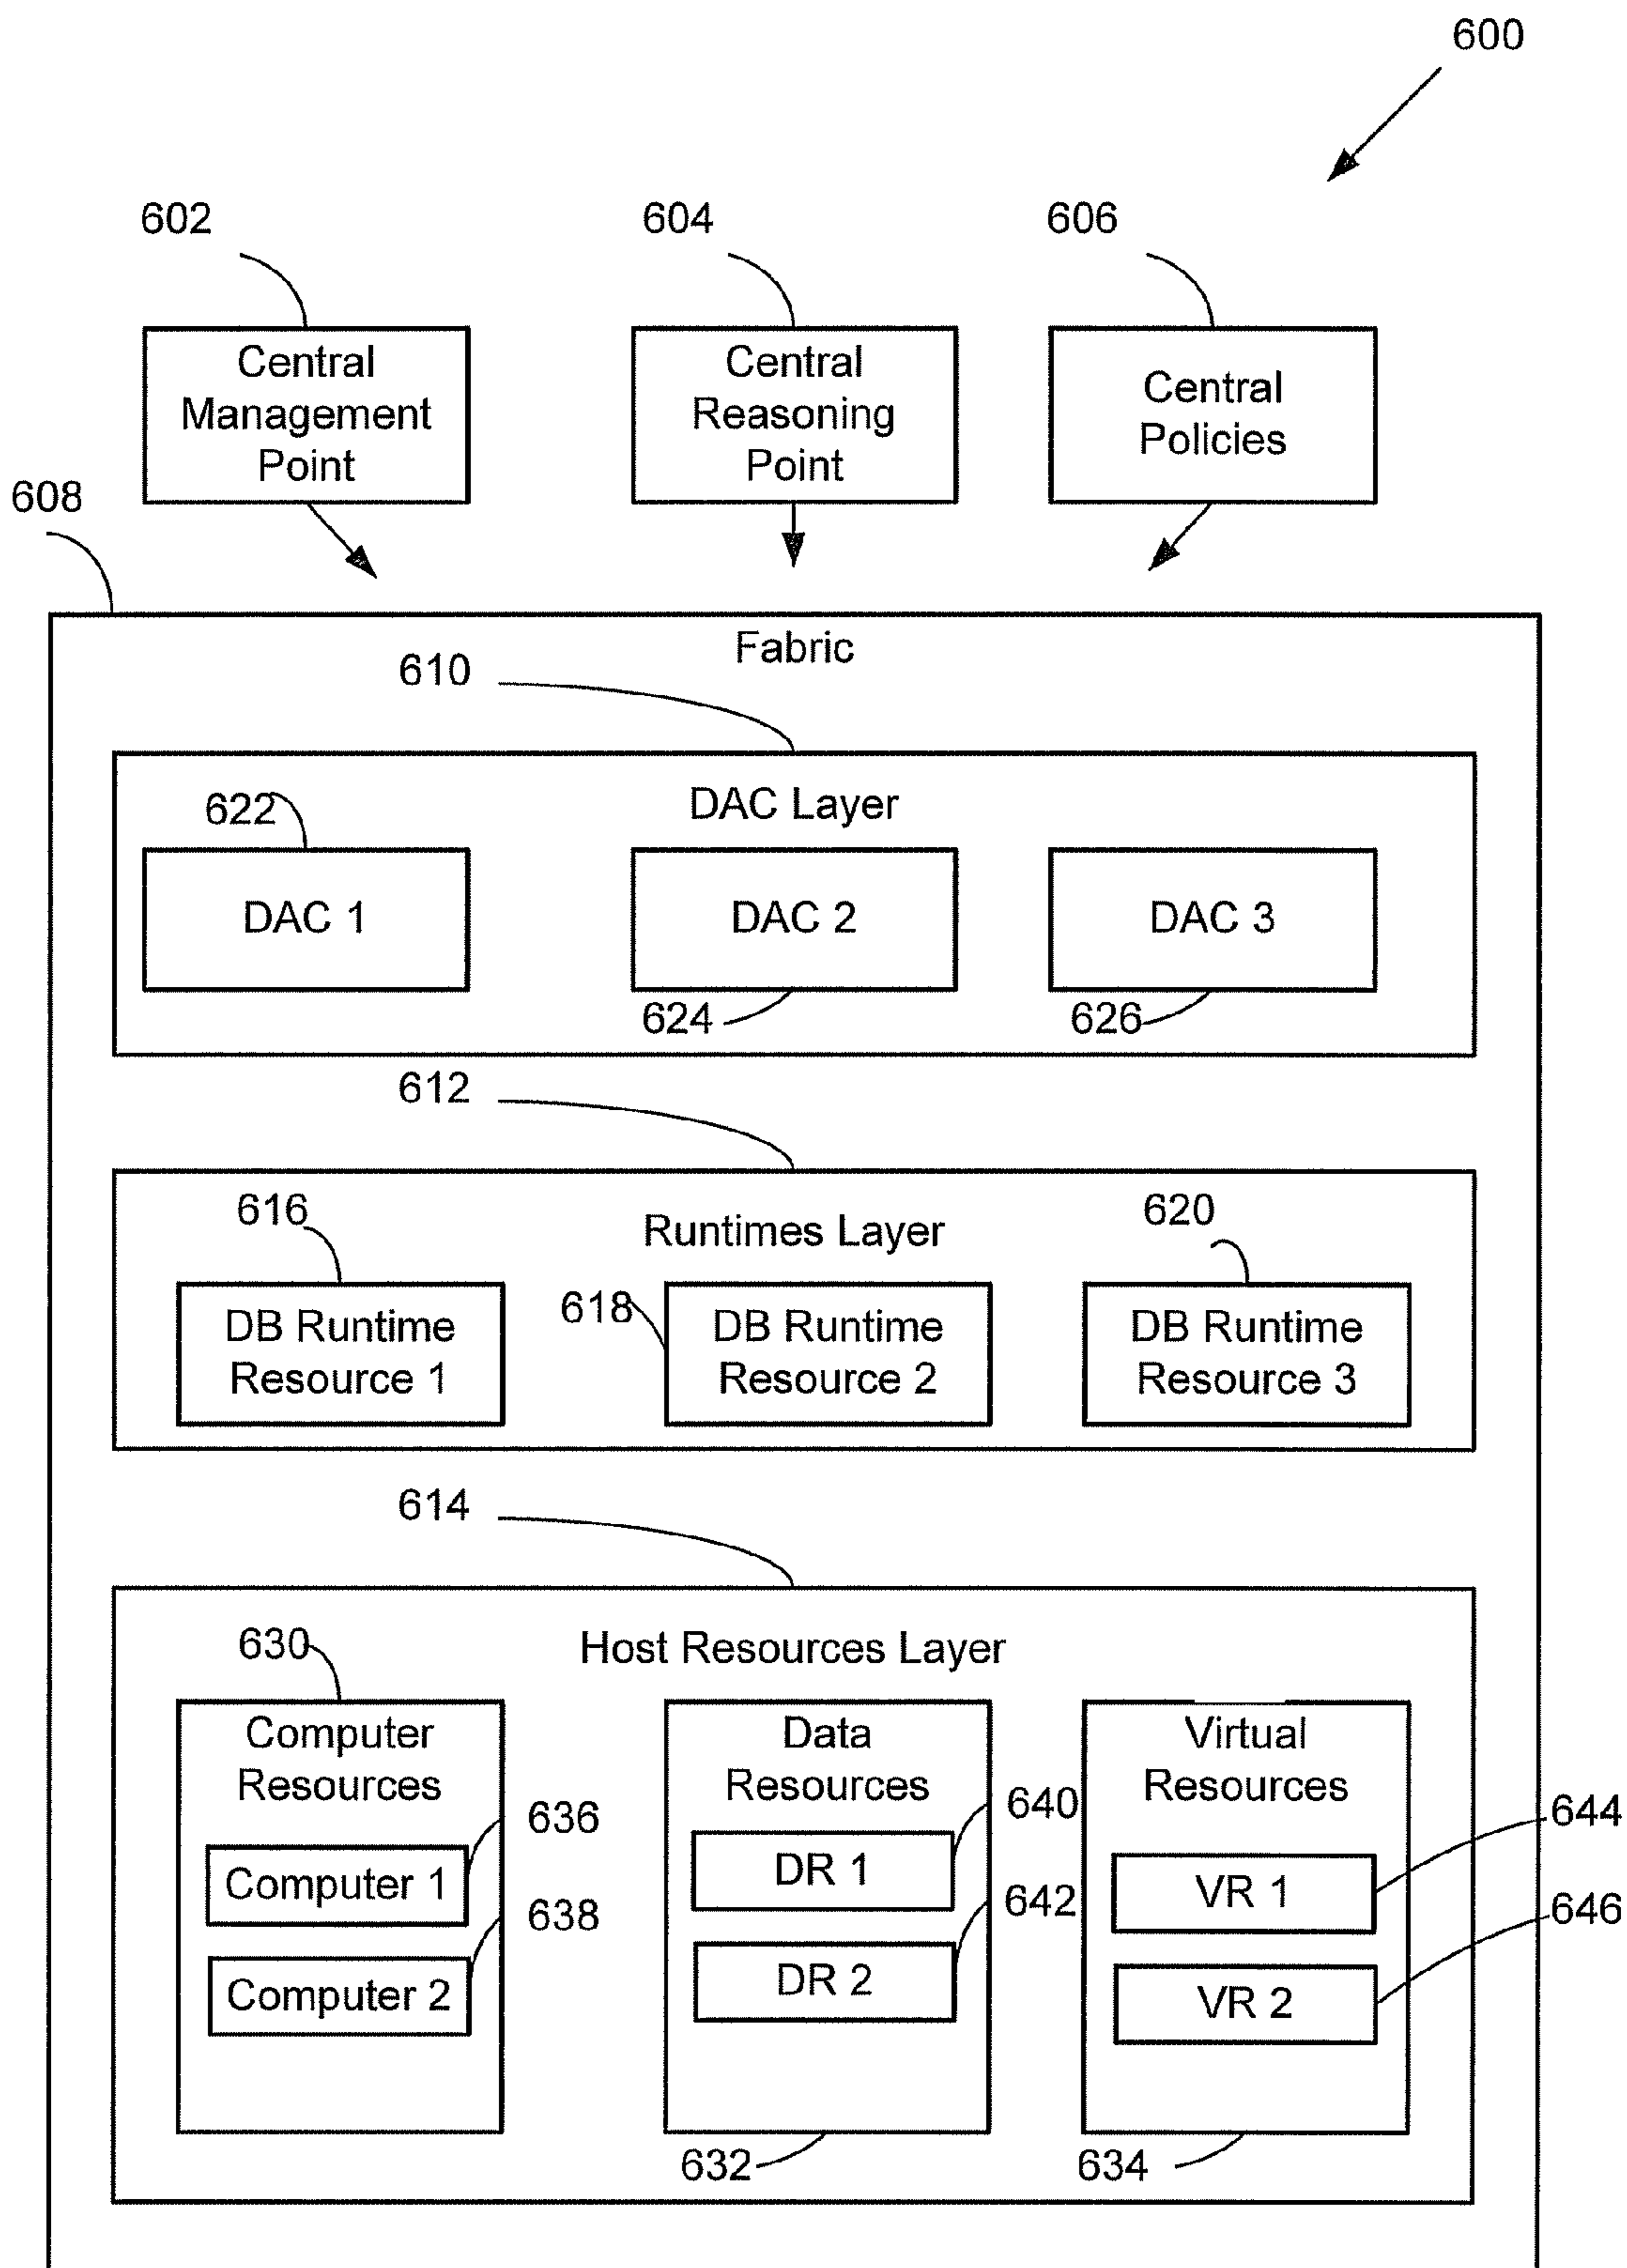 600
602
604
606
Central
Management
Point
Central
Reasoning
Point
Central
Policies
608
Fabric
610
DAC Layer
622
DAC 1
DAC 2
DAC 3
624
626
612
Runtimes Layer
616
618
620
DB Runtime
Resource 1
DB Runtime
Resource 2
DB Runtime
Resource 3
614
Host Resources Layer
630
Computer
Resources
636
Computer 1
638
Computer 2
Data
Resources
640
DR 1
642
DR 2
632
Virtual
Resources
644
VR 1
646
VR 2
634